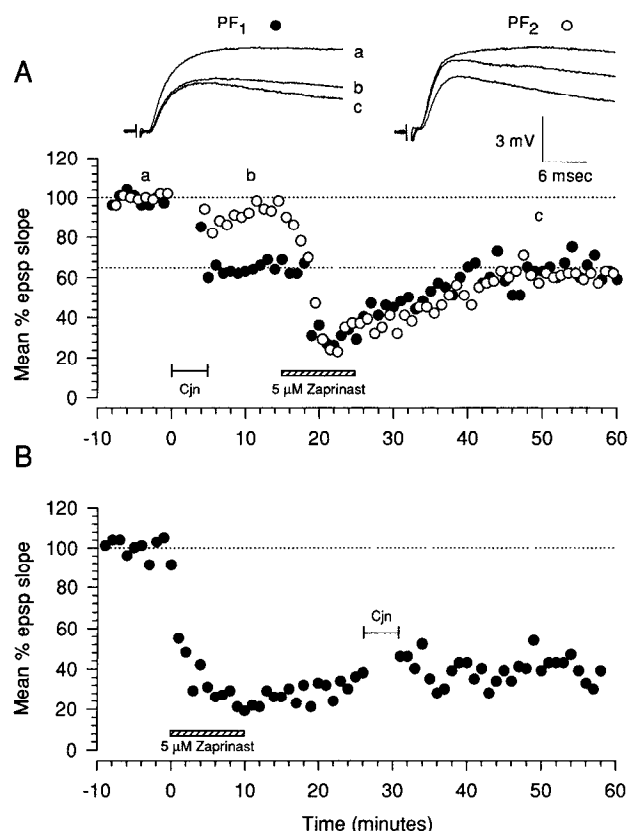 PF1 ● PF2 ○
A
a
b
c
3 mV
6 msec
Mean % epsp slope
120
100
80
60
40
20
0
a
b
c
Cjn
5 µM Zaprinast
-10 0 10 20 30 40 50 60
B
Mean % epsp slope
120
100
80
60
40
20
0
Cjn
5 µM Zaprinast
-10 0 10 20 30 40 50 60
Time (minutes)